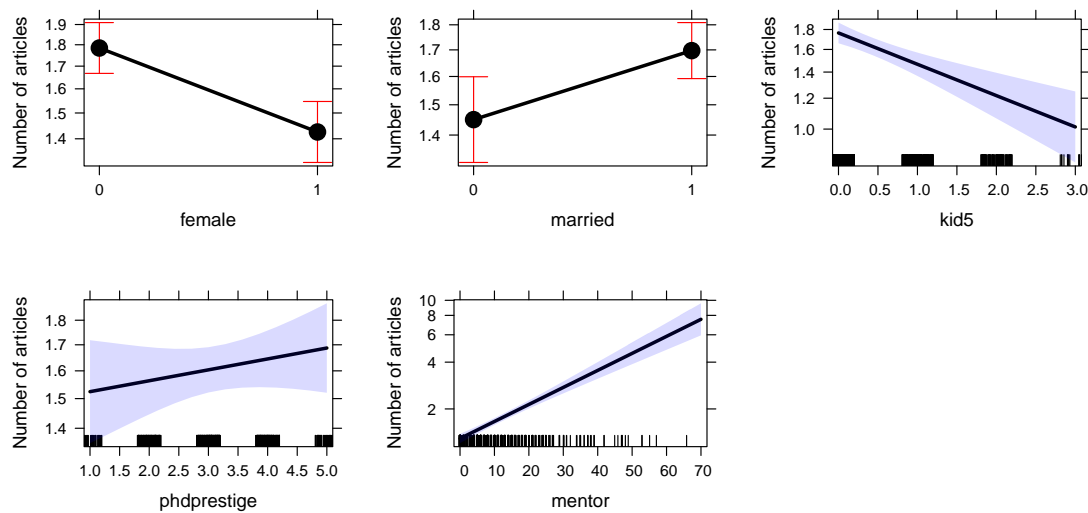 Number of articles
1.9
1.8
1.7
1.6
1.5
1.4
0
1
female
Number of articles
1.8
1.7
1.6
1.5
1.4
0
1
married
Number of articles
1.8
1.6
1.4
1.2
1.0
0.0 0.5 1.0 1.5 2.0 2.5 3.0
kid5
Number of articles
1.8
1.7
1.6
1.5
1.4
1.0 1.5 2.0 2.5 3.0 3.5 4.0 4.5 5.0
phdprestige
Number of articles
10
8
6
4
2
0 10 20 30 40 50 60 70
mentor